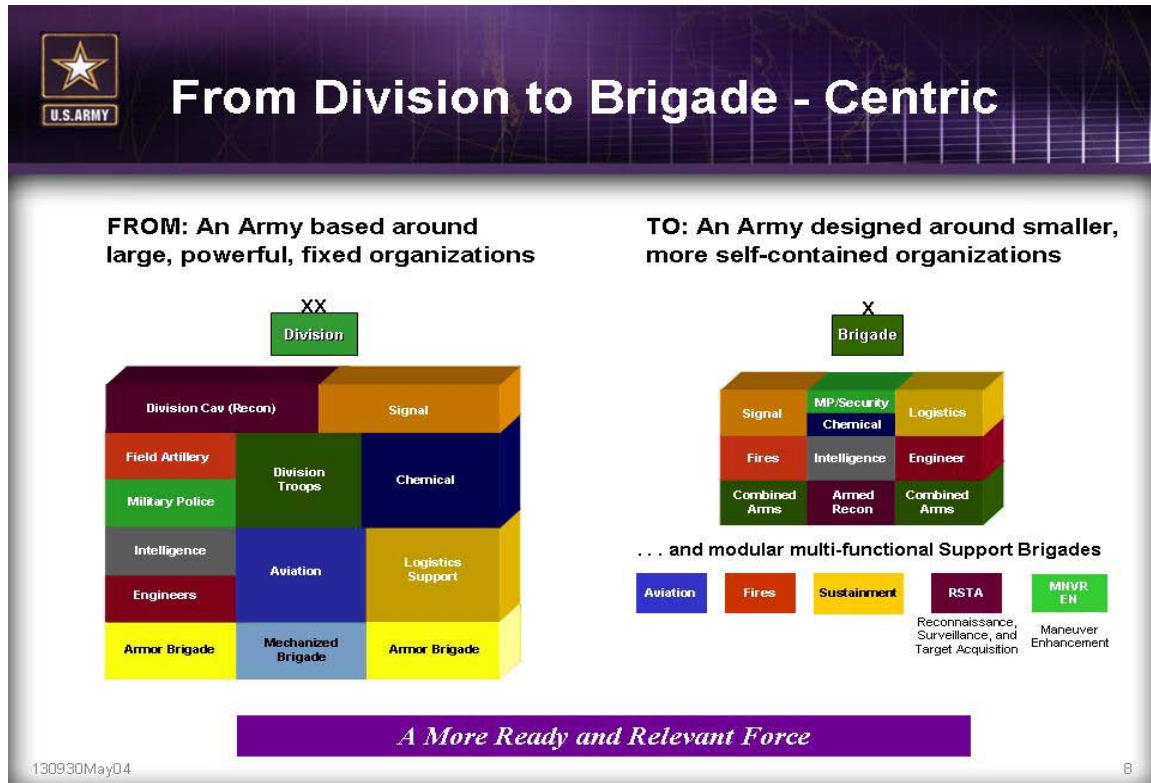 U.S.ARMY
From Division to Brigade - Centric
FROM: An Army based around
large, powerful, fixed organizations
XX
Division
Division Cav (Recon)
Signal
Field Artillery
Military Police
Division
Troops
Chemical
Intelligence
Engineers
Aviation
Logistics
Support
Armor Brigade
Mechanized
Brigade
Armor Brigade
TO: An Army designed around smaller,
more self-contained organizations
X
Brigade
Signal
MP/Security
Chemical
Logistics
Fires
Intelligence
Engineer
Combined
Arms
Armed
Recon
Combined
Arms
. . . and modular multi-functional Support Brigades
Aviation
Fires
Sustainment
RSTA
Reconnaissance,
Surveillance, and
Target Acquisition
MNVR
EN
Maneuver
Enhancement
A More Ready and Relevant Force
130930May04
8